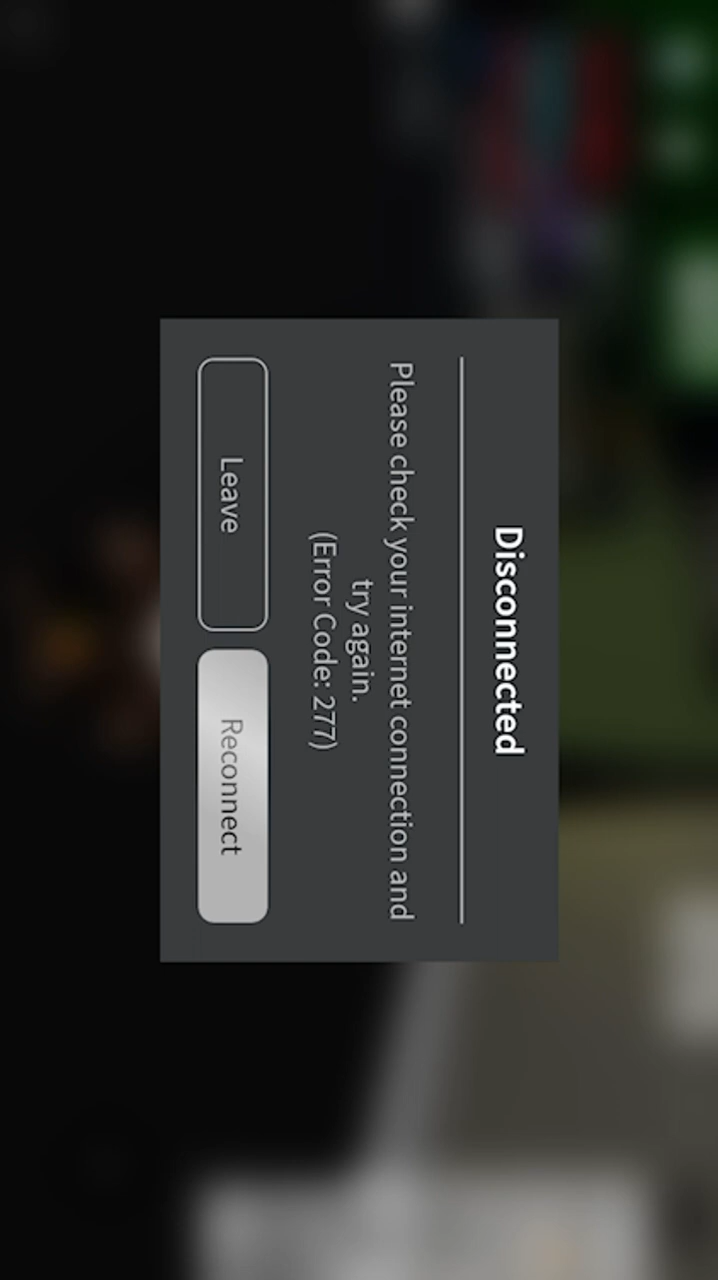 Disconnected
Please check your internet connection and
try again.
(Error Code: 277)
Leave
Reconnect